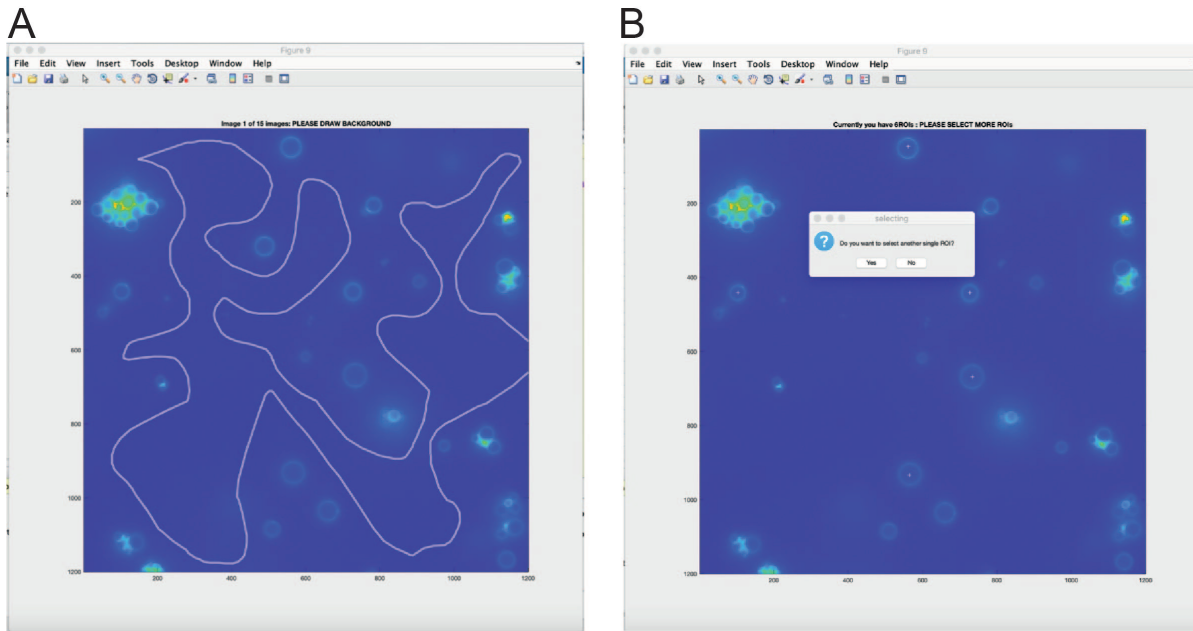 A
Figure 9
File Edit View Insert Tools Desktop Window Help
Image 1 of 15 images: PLEASE DRAW BACKGROUND
200
400
600
800
1000
1200
200 400 600 800 1000 1200
B
Figure 9
File Edit View Insert Tools Desktop Window Help
Currently you have 6ROIs : PLEASE SELECT MORE ROIs
selecting
?
Do you want to select another single ROI?
Yes No
200
400
600
800
1000
1200
200 400 600 800 1000 1200